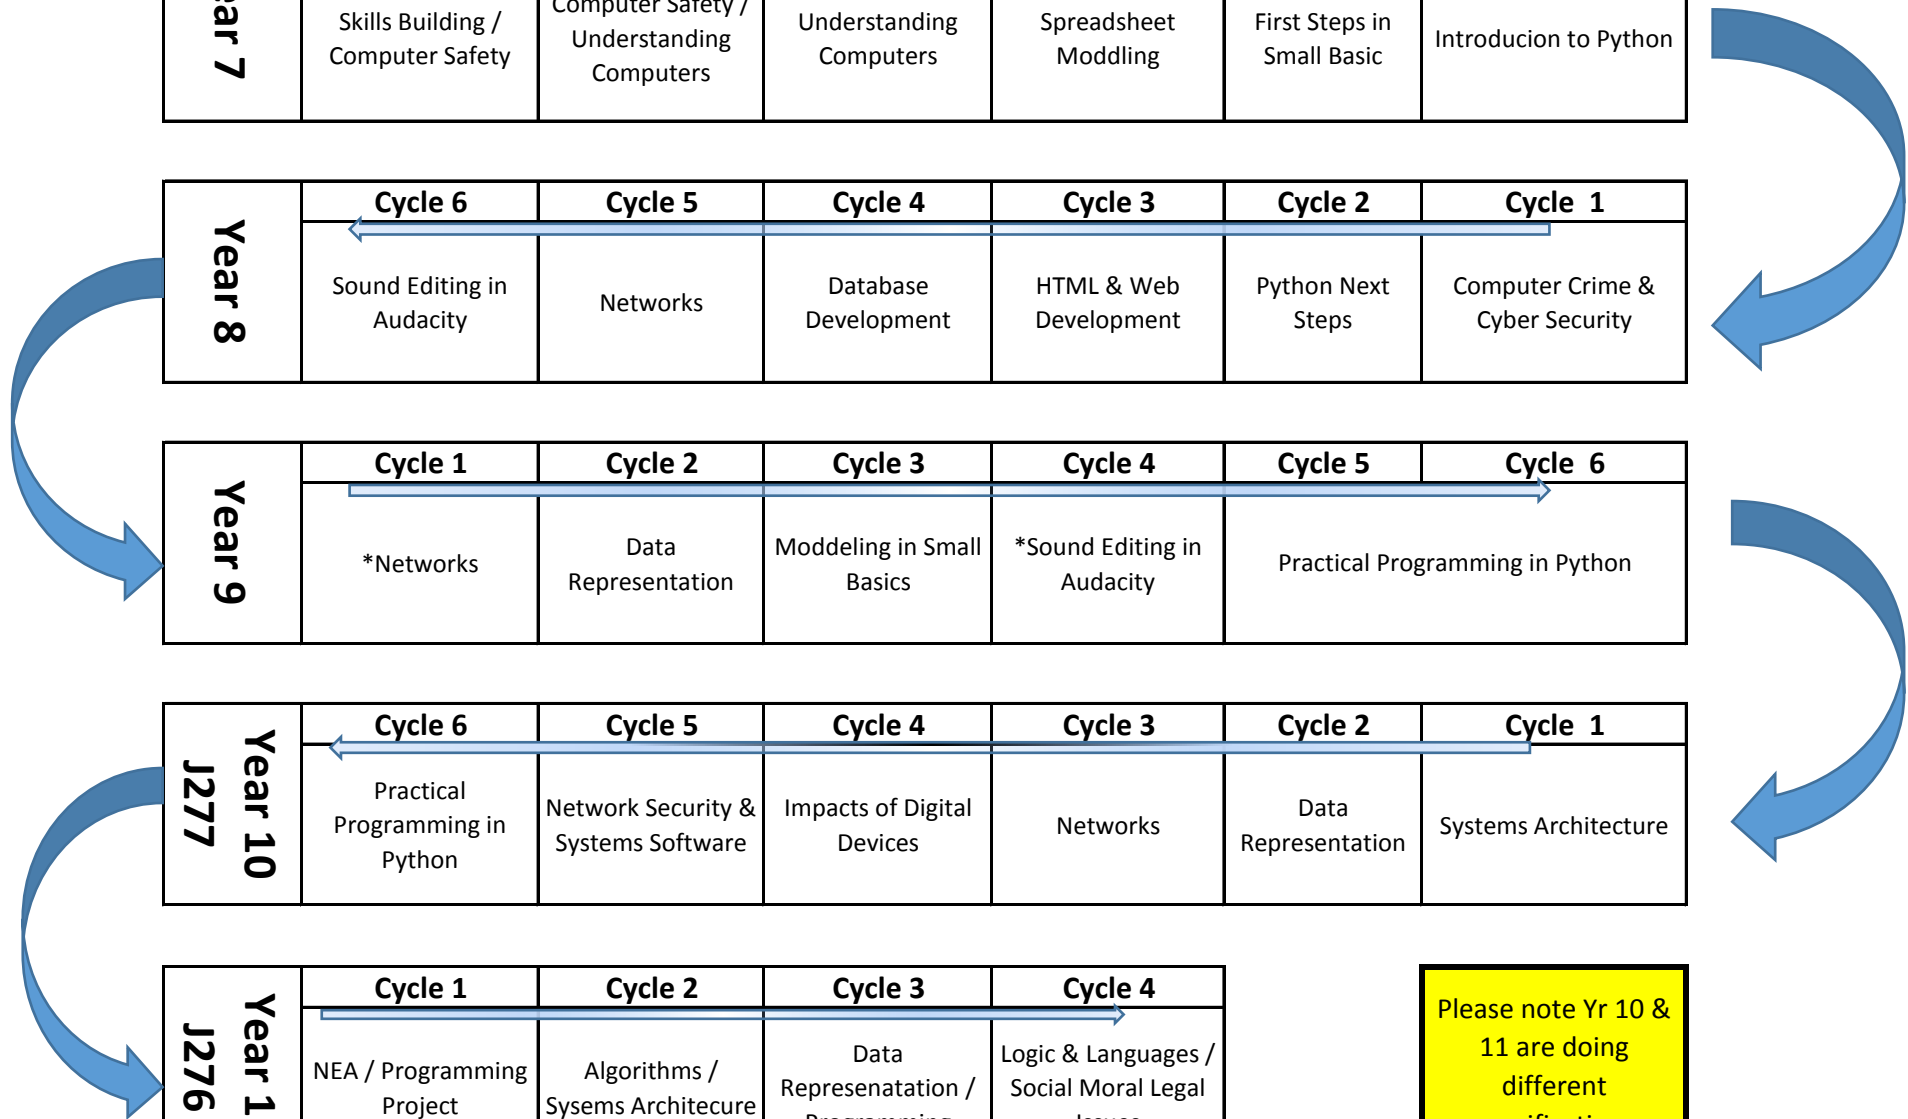 ar 7
Skills Building /
Computer Safety
Computer Safety /
Understanding
Computers
Understanding
Computers
Spreadsheet
Moddling
First Steps in
Small Basic
Introducion to Python
Year 8
Cycle 6
Cycle 5
Cycle 4
Cycle 3
Cycle 2
Cycle 1
Sound Editing in
Audacity
Networks
Database
Development
HTML & Web
Development
Python Next
Steps
Computer Crime &
Cyber Security
Year 9
Cycle 1
Cycle 2
Cycle 3
Cycle 4
Cycle 5
Cycle 6
*Networks
Data
Representation
Moddeling in Small
Basics
*Sound Editing in
Audacity
Practical Programming in Python
Year 10
J277
Cycle 6
Cycle 5
Cycle 4
Cycle 3
Cycle 2
Cycle 1
Practical
Programming in
Python
Network Security &
Systems Software
Impacts of Digital
Devices
Networks
Data
Representation
Systems Architecture
Year 1
J276
Cycle 1
Cycle 2
Cycle 3
Cycle 4
NEA / Programming
Project
Algorithms /
Sysems Architecure
Data
Represenatation /
Programming
Logic & Languages /
Social Moral Legal
Issues
Please note Yr 10 &
11 are doing
different